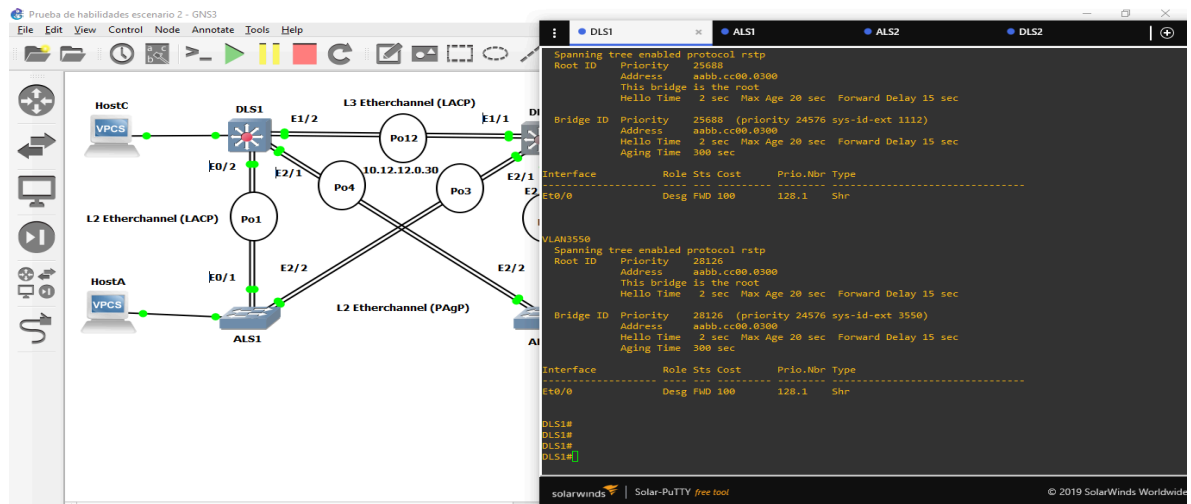 Prueba de habilidades escenario 2 - GNS3
File Edit View Control Node Annotate Tools Help
HostC
VPCS
DLS1
L3 Etherchannel (LACP)
E1/2
E1/1
Po12
E0/2
E2/1
10.12.12.0.30
E2/1
E2
Po4
Po3
L2 Etherchannel (LACP)
Po1
E0/1
E2/2
E2/2
HostA
VPCS
L2 Etherchannel (PAgP)
ALS1
DLS1
ALS1
ALS2
DLS2
Spanning tree enabled protocol rstp
Root ID Priority 25688
Address aabb.cc00.0300
This bridge is the root
Hello Time 2 sec Max Age 20 sec Forward Delay 15 sec
Bridge ID Priority 25688 (priority 24576 sys-id-ext 1112)
Address aabb.cc00.0300
Hello Time 2 sec Max Age 20 sec Forward Delay 15 sec
Aging Time 300 sec
Interface Role Sts Cost Prio.Nbr Type
------------------- ---- --- --------- -------- --------------------------------
Et0/0 Desg FWD 100 128.1 Shr
VLAN3550
Spanning tree enabled protocol rstp
Root ID Priority 28126
Address aabb.cc00.0300
This bridge is the root
Hello Time 2 sec Max Age 20 sec Forward Delay 15 sec
Bridge ID Priority 28126 (priority 24576 sys-id-ext 3550)
Address aabb.cc00.0300
Hello Time 2 sec Max Age 20 sec Forward Delay 15 sec
Aging Time 300 sec
Interface Role Sts Cost Prio.Nbr Type
------------------- ---- --- --------- -------- --------------------------------
Et0/0 Desg FWD 100 128.1 Shr
DLS1#
DLS1#
DLS1#
DLS1#
solarwinds Solar-PuTTY free tool
© 2019 SolarWinds Worldwide